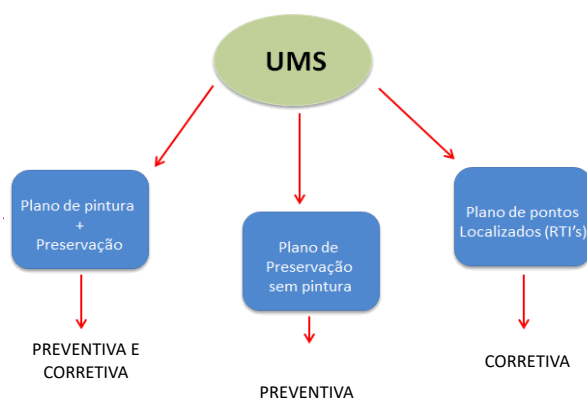 UMS
Plano de pintura
+
Preservação
Plano de
Preservação
sem pintura
Plano de pontos
Localizados (RTI's)
PREVENTIVA E
CORRETIVA
PREVENTIVA
CORRETIVA